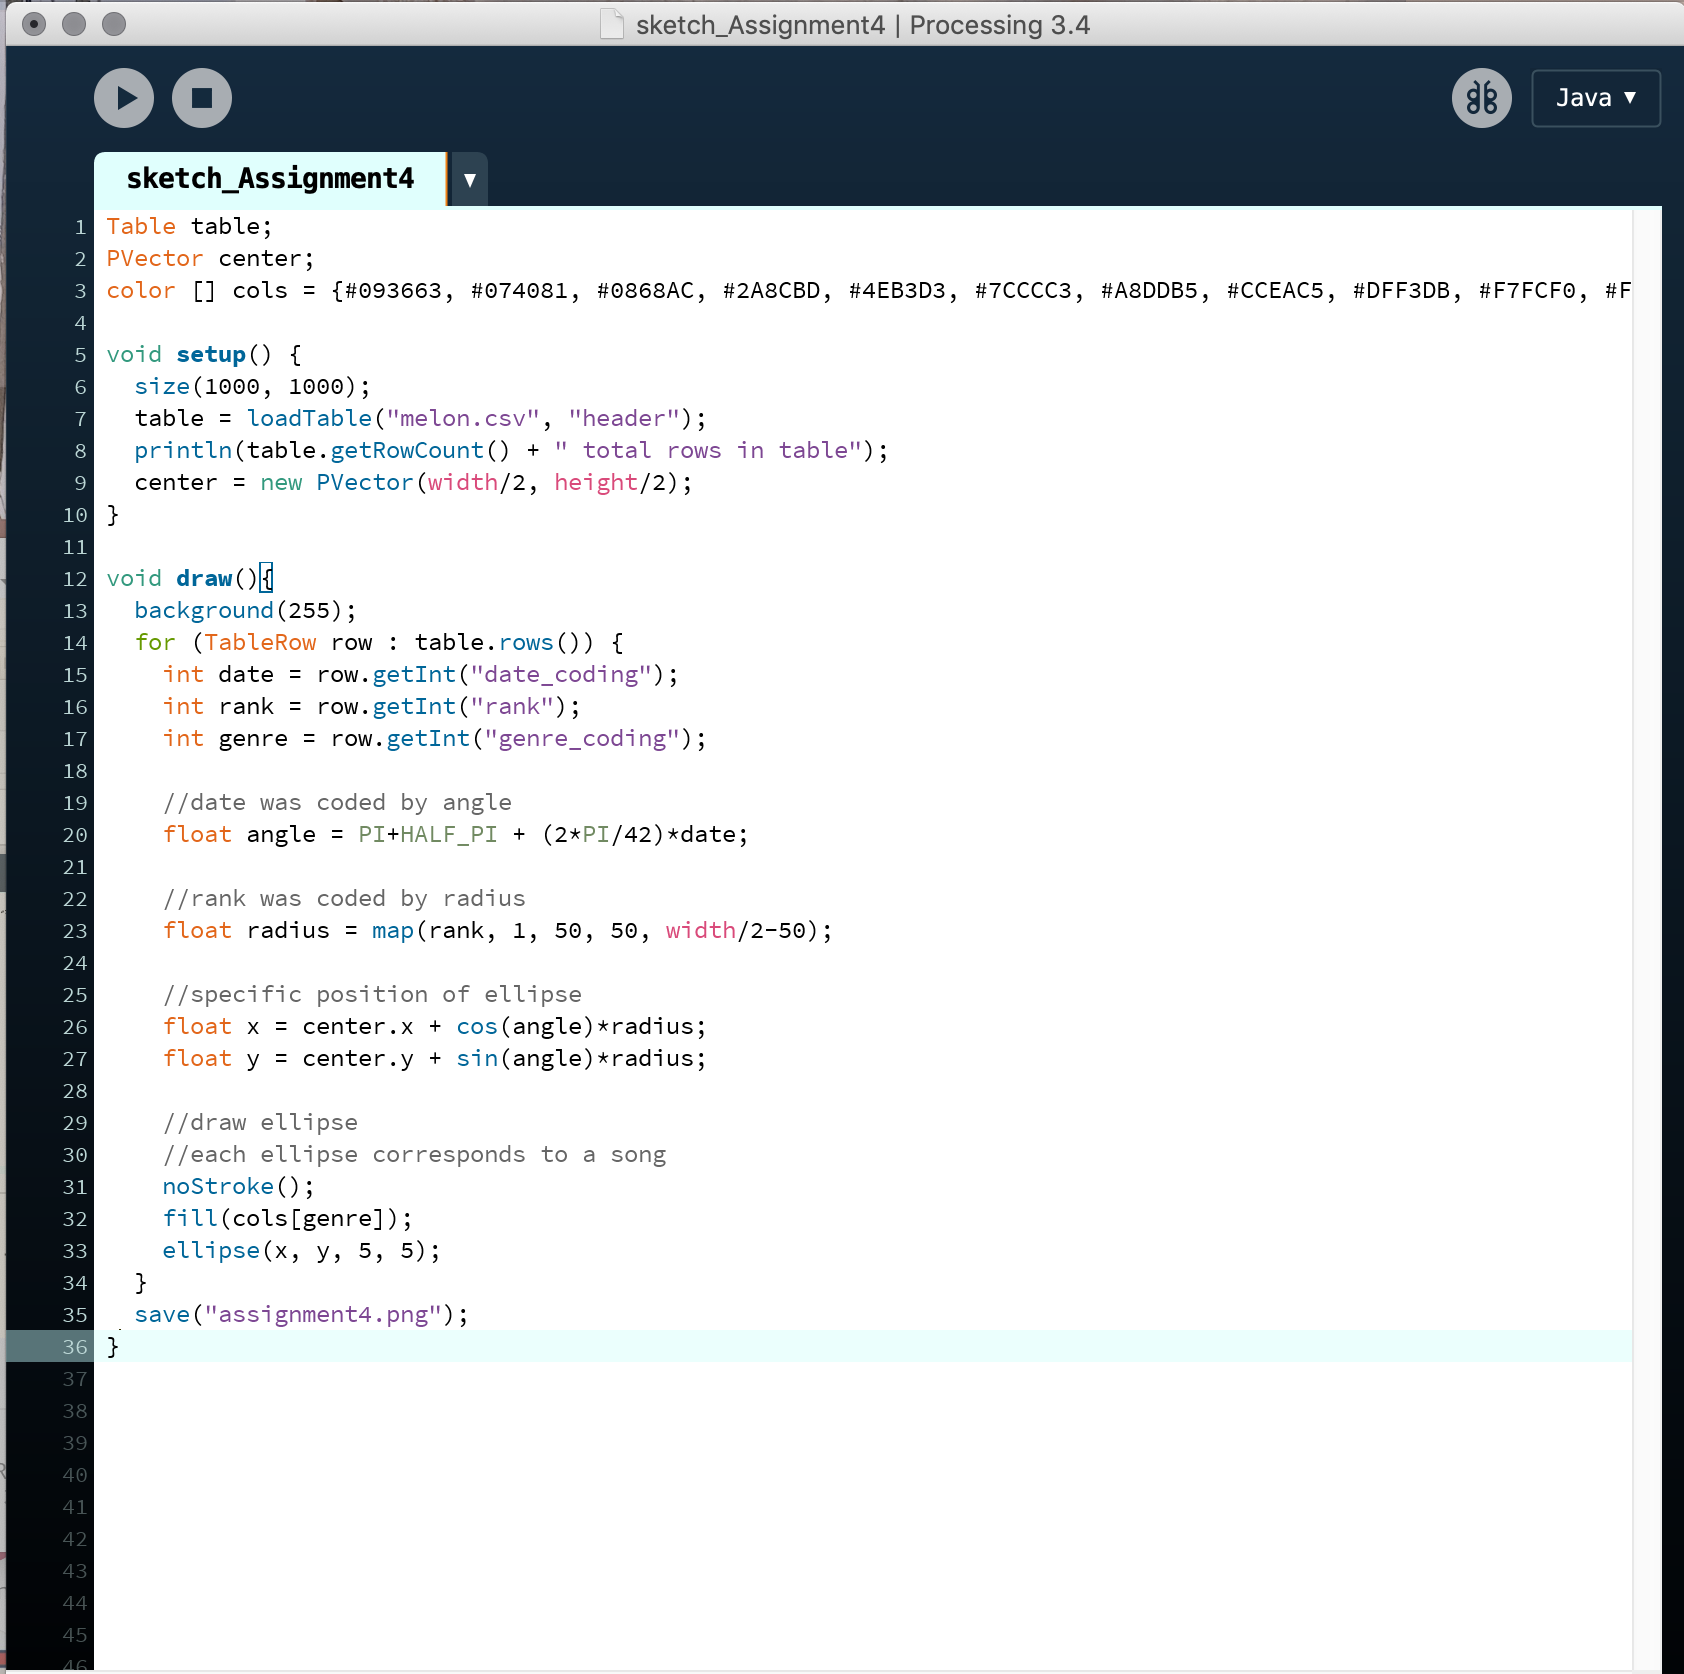 sketch_Assignment4 | Processing 3.4
Java ▼
sketch_Assignment4 ▼
1 Table table;
2 PVector center;
3 color [] cols = {#093663, #074081, #0868AC, #2A8CBD, #4EB3D3, #7CCCC3, #A8DDB5, #CCEAC5, #DFF3DB, #F7FCF0, #F
4
5 void setup() {
6   size(1000, 1000);
7   table = loadTable("melon.csv", "header");
8   println(table.getRowCount() + " total rows in table");
9   center = new PVector(width/2, height/2);
10 }
11
12 void draw(){
13   background(255);
14   for (TableRow row : table.rows()) {
15     int date = row.getInt("date_coding");
16     int rank = row.getInt("rank");
17     int genre = row.getInt("genre_coding");
18
19     //date was coded by angle
20     float angle = PI+HALF_PI + (2*PI/42)*date;
21
22     //rank was coded by radius
23     float radius = map(rank, 1, 50, 50, width/2-50);
24
25     //specific position of ellipse
26     float x = center.x + cos(angle)*radius;
27     float y = center.y + sin(angle)*radius;
28
29     //draw ellipse
30     //each ellipse corresponds to a song
31     noStroke();
32     fill(cols[genre]);
33     ellipse(x, y, 5, 5);
34   }
35   save("assignment4.png");
36 }
37
38
39
40
41
42
43
44
45
46